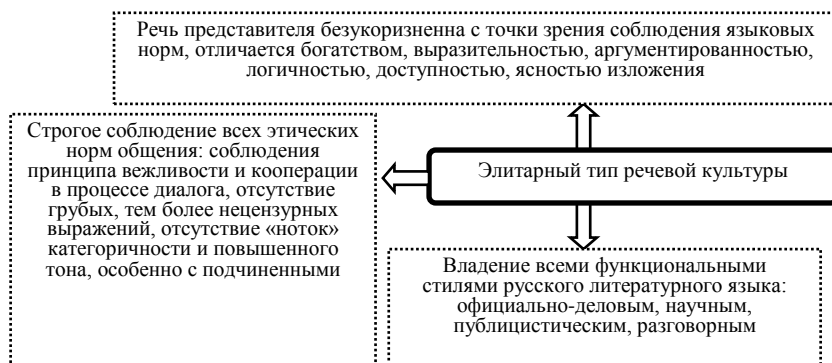 Речь представителя безукоризненна с точки зрения соблюдения языковых
норм, отличается богатством, выразительностью, аргументированностью,
логичностью, доступностью, ясностью изложения
Строгое соблюдение всех этических
норм общения: соблюдения
принципа вежливости и кооперации
в процессе диалога, отсутствие
грубых, тем более нецензурных
выражений, отсутствие «ноток»
категоричности и повышенного
тона, особенно с подчиненными
Элитарный тип речевой культуры
Владение всеми функциональными
стилями русского литературного языка:
официально-деловым, научным,
публицистическим, разговорным